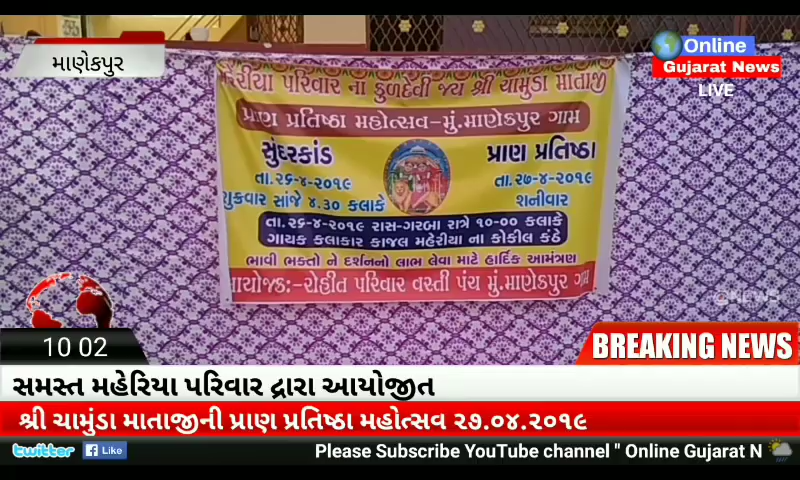 માણેકપુર
Online
Gujarat News
LIVE
મહેરીયા પરિવાર ના કુળદેવી જય શ્રી ચામુંડા માતાજી
પ્રાણ પ્રતિષ્ઠા મહોત્સવ-મું.માણેકપુર ગામ
સુંદરકાંડ
તા.૨૬-૪-૨૦૧૯
શુક્રવાર સાંજે ૪.૩૦ કલાકે
પ્રાણ પ્રતિષ્ઠા
તા.૨૭-૪-૨૦૧૯
શનીવાર
તા.૨૬-૪-૨૦૧૯ રાસ-ગરબા રાત્રે ૧૦-૦૦ કલાકે
ગાયક કલાકાર કાજલ મહેરીયા ના કોકીલ કંઠે
ભાવી ભક્તો ને દર્શનનો લાભ લેવા માટે હાર્દિક આમંત્રણ
આયોજક:-રોહીત પરિવાર વસ્તી પંચ મું.માણેકપુર ગામ
NEWS
10 02
BREAKING NEWS
સમસ્ત મહેરિયા પરિવાર દ્વારા આયોજીત
શ્રી ચામુંડા માતાજીની પ્રાણ પ્રતિષ્ઠા મહોત્સવ ૨૭.૦૪.૨૦૧૯
twitter
f Like
Please Subscribe YouTube channel " Online Gujarat N